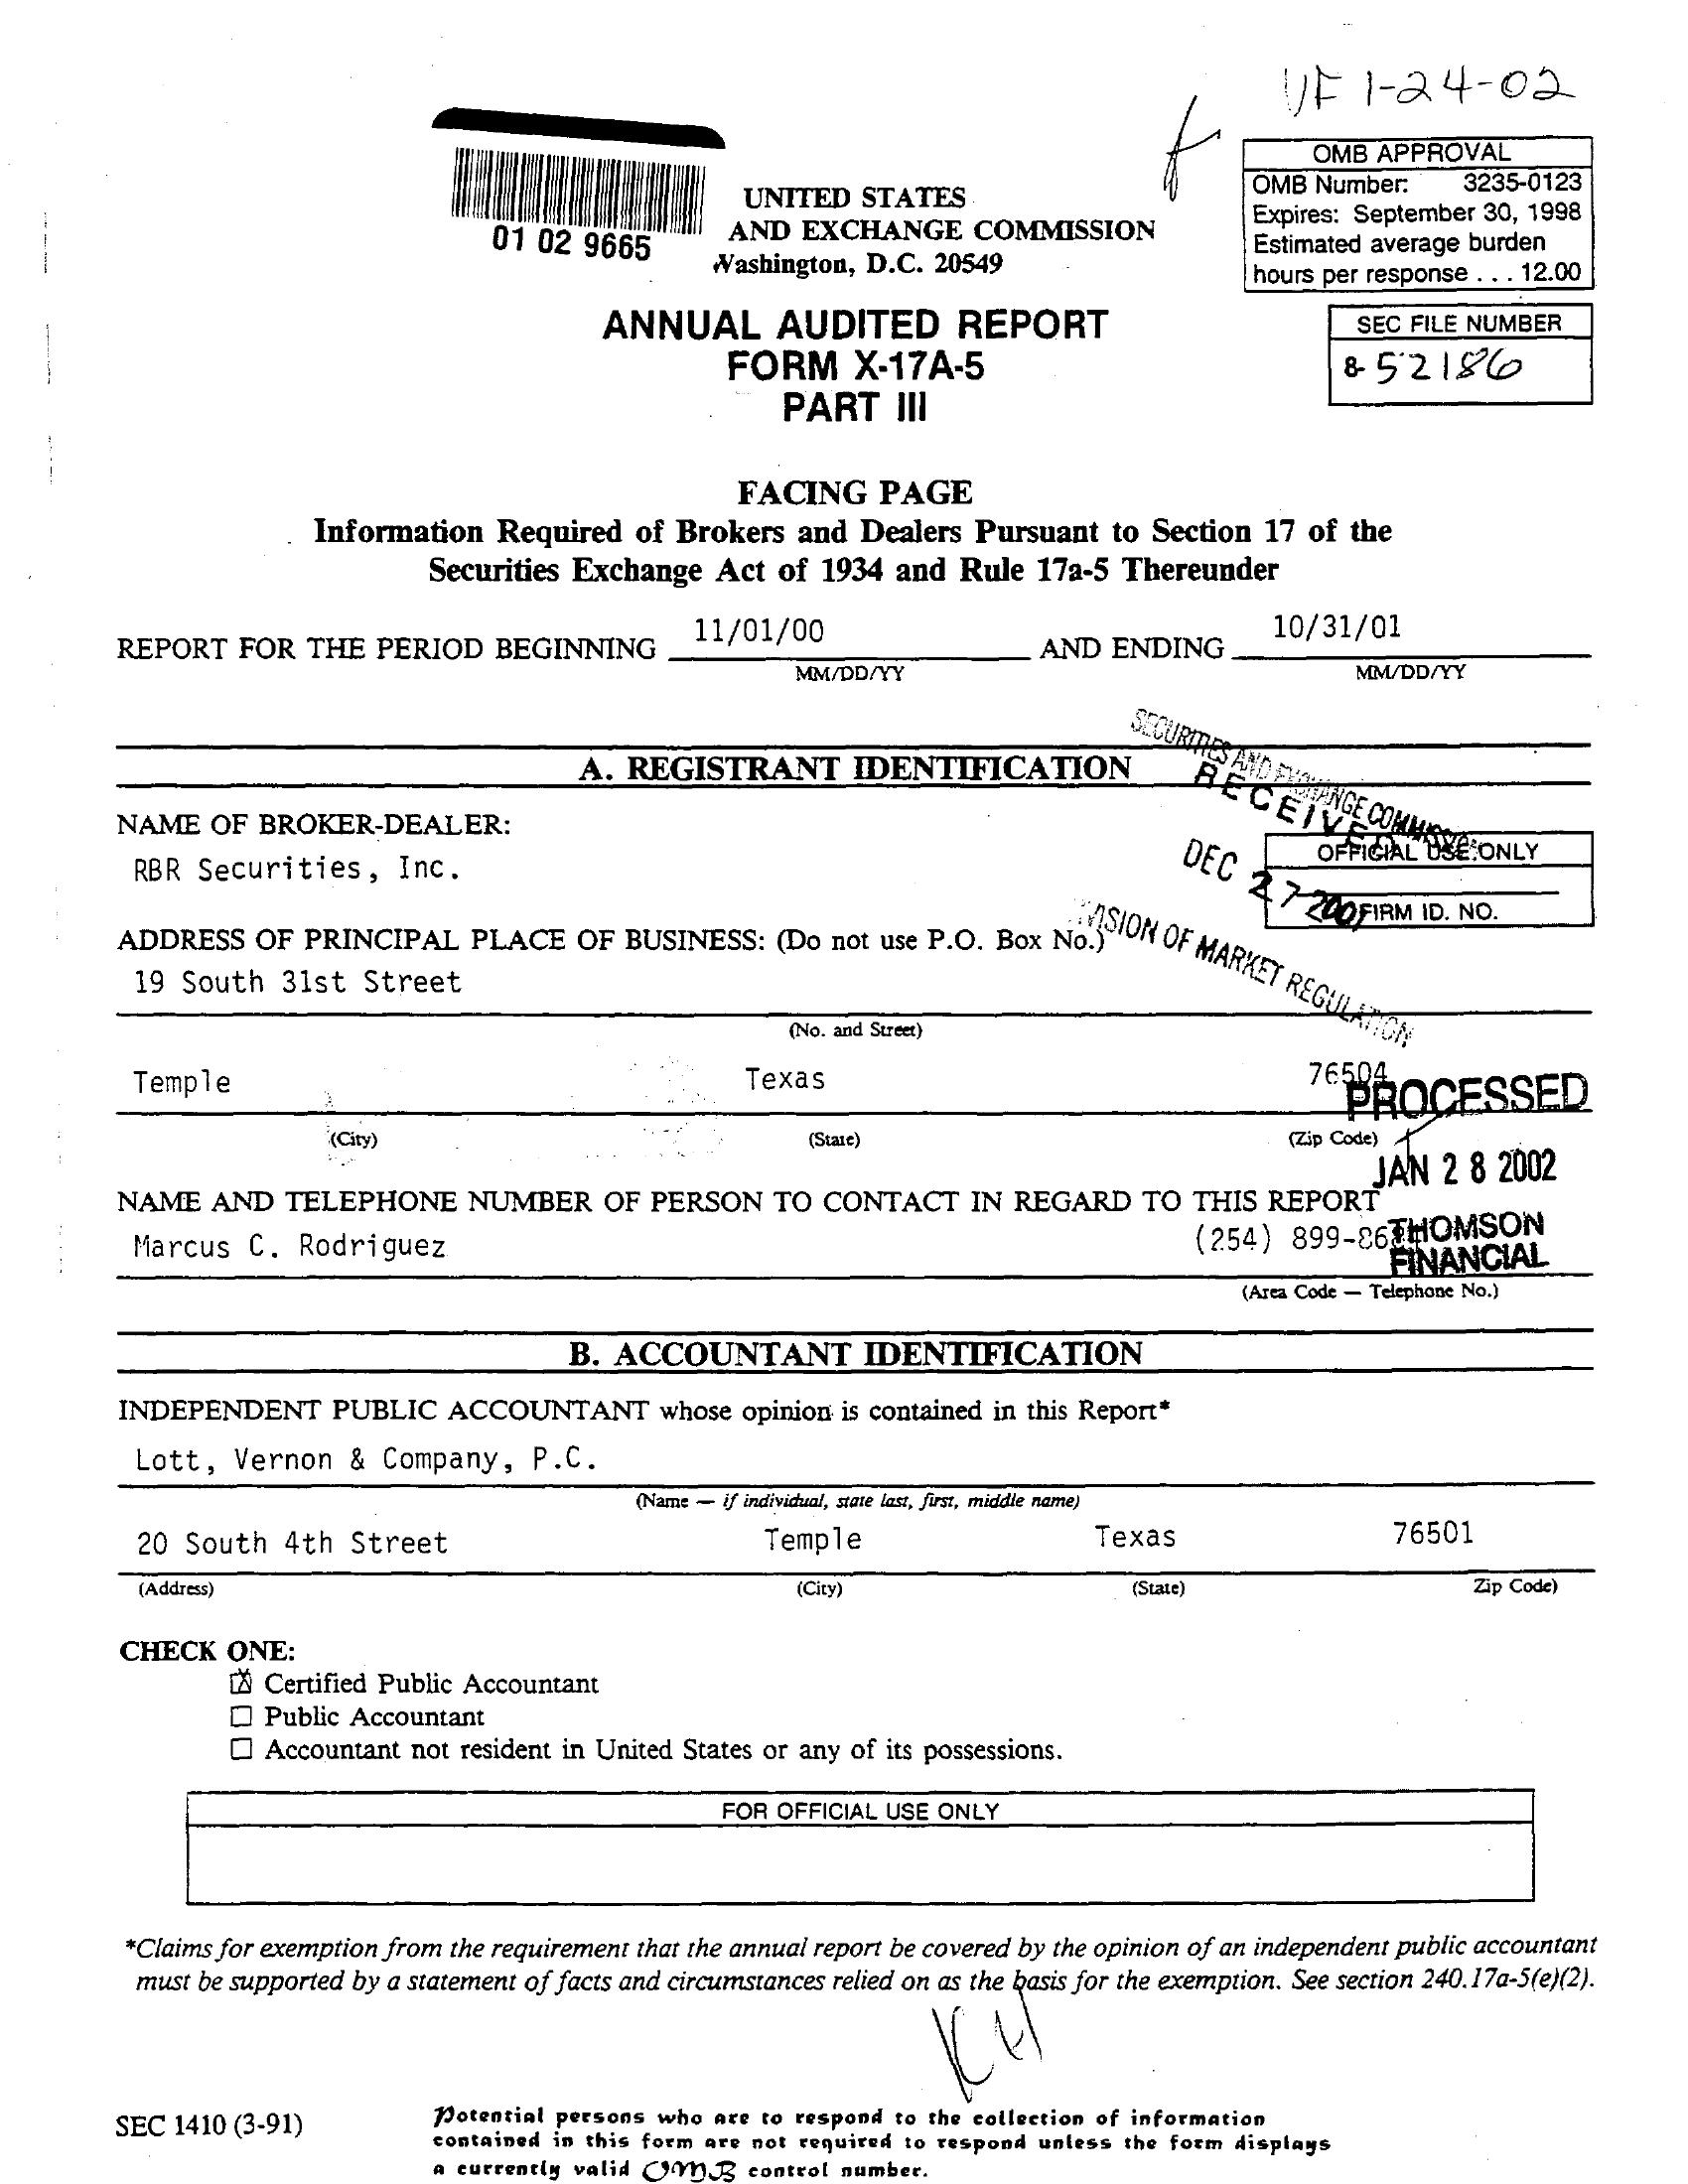 VF 1-24-02
OMB APPROVAL
OMB Number: 3235-0123
Expires: September 30, 1998
Estimated average burden
hours per response . . . 12.00
01 02 9665
UNITED STATES
AND EXCHANGE COMMISSION
Washington, D.C. 20549
ANNUAL AUDITED REPORT
FORM X-17A-5
PART III
SEC FILE NUMBER
8- 52186
FACING PAGE
Information Required of Brokers and Dealers Pursuant to Section 17 of the
Securities Exchange Act of 1934 and Rule 17a-5 Thereunder
REPORT FOR THE PERIOD BEGINNING 11/01/00 AND ENDING 10/31/01
MM/DD/YY MM/DD/YY
A. REGISTRANT IDENTIFICATION
SECURITIES AND EXCHANGE COMMISSION
RECEIVED
DEC 27 2001
DIVISION OF MARKET REGULATION
NAME OF BROKER-DEALER:
RBR Securities, Inc.
OFFICIAL USE ONLY
FIRM ID. NO.
ADDRESS OF PRINCIPAL PLACE OF BUSINESS: (Do not use P.O. Box No.)
19 South 31st Street
(No. and Street)
Temple Texas 76504
(City) (State) (Zip Code)
PROCESSED
JAN 28 2002
THOMSON
FINANCIAL
NAME AND TELEPHONE NUMBER OF PERSON TO CONTACT IN REGARD TO THIS REPORT
Marcus C. Rodriguez (254)
(Area Code — Telephone No.)
B. ACCOUNTANT IDENTIFICATION
INDEPENDENT PUBLIC ACCOUNTANT whose opinion is contained in this Report*
Lott, Vernon & Company, P.C.
(Name — if individual, state last, first, middle name)
20 South 4th Street Temple Texas 76501
(Address) (City) (State) Zip Code)
CHECK ONE:
☒ Certified Public Accountant
☐ Public Accountant
☐ Accountant not resident in United States or any of its possessions.
FOR OFFICIAL USE ONLY
*Claims for exemption from the requirement that the annual report be covered by the opinion of an independent public accountant
must be supported by a statement of facts and circumstances relied on as the basis for the exemption. See section 240.17a-5(e)(2).
KH
SEC 1410 (3-91)
Potential persons who are to respond to the collection of information
contained in this form are not required to respond unless the form displays
a currently valid OMB control number.